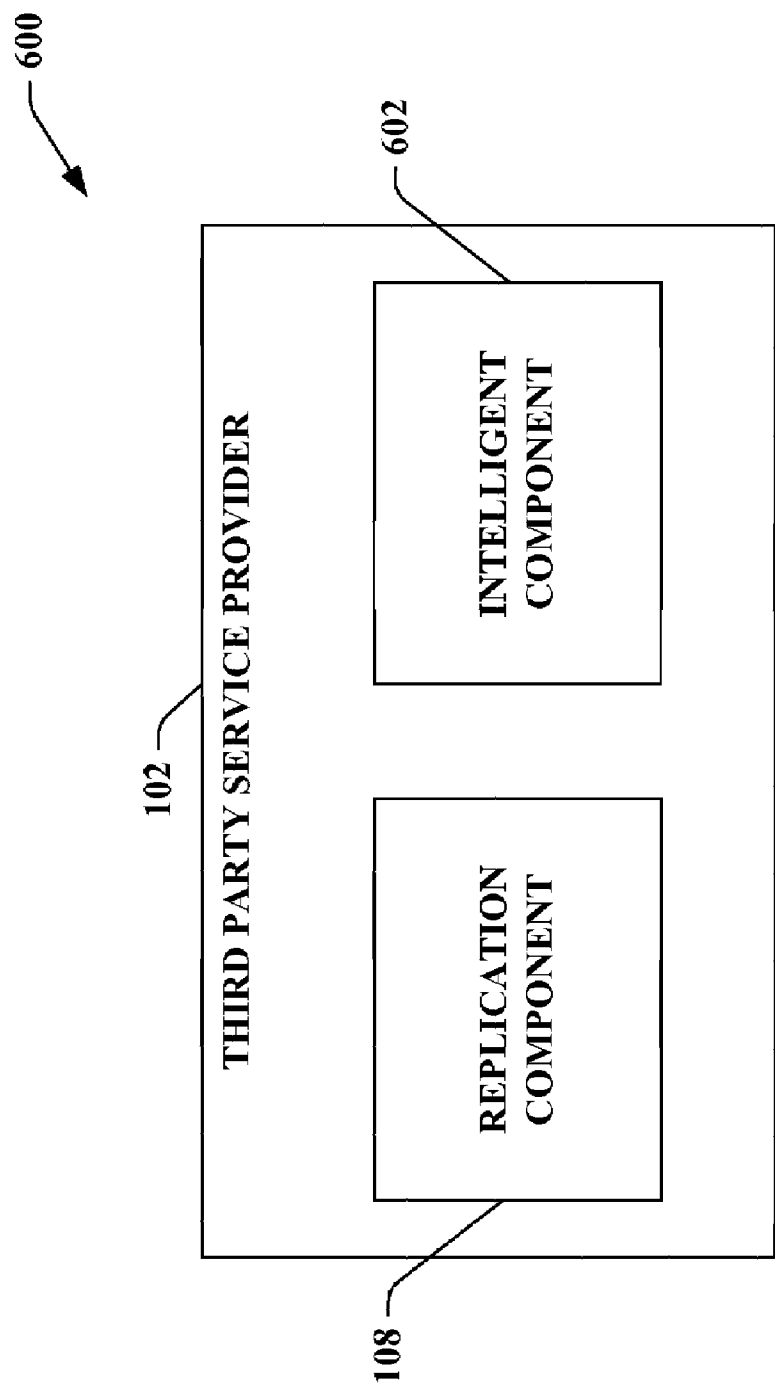 600
102
THIRD PARTY SERVICE PROVIDER
108
REPLICATION
COMPONENT
602
INTELLIGENT
COMPONENT